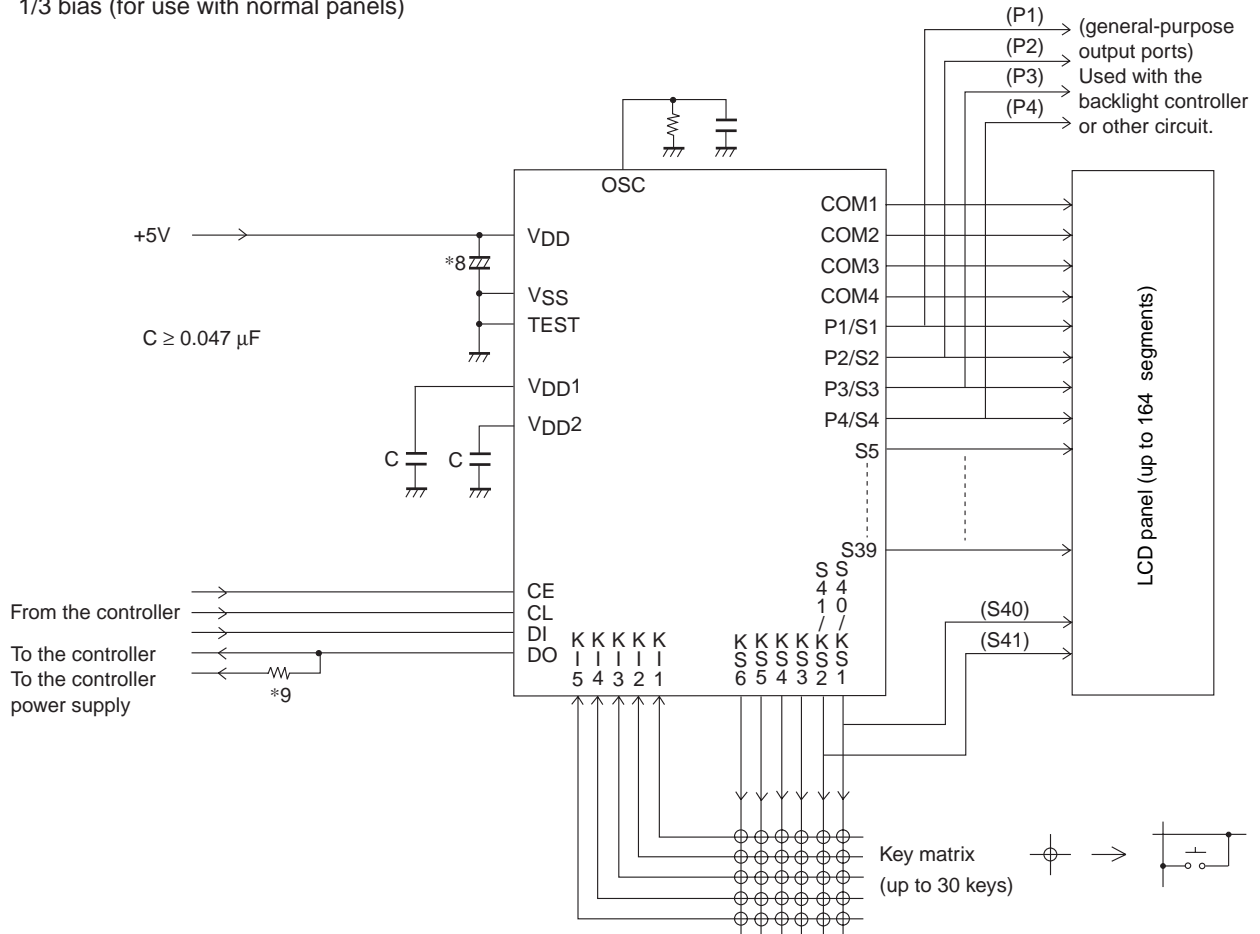 1/3 bias (for use with normal panels)
(P1)
(P2)
(P3)
(P4)
(general-purpose
output ports)
Used with the
backlight controller
or other circuit.
OSC
+5V
*8
C ≥ 0.047 μF
VDD
VSS
TEST
VDD1
VDD2
C
C
COM1
COM2
COM3
COM4
P1/S1
P2/S2
P3/S3
P4/S4
S5
S39
LCD panel (up to 164 segments)
From the controller
To the controller
To the controller
power supply
*9
CE
CL
DI
DO
KI5
KI4
KI3
KI2
KI1
KS6
KS5
KS4
KS3
S41/KS2
S40/KS1
(S40)
(S41)
Key matrix
(up to 30 keys)